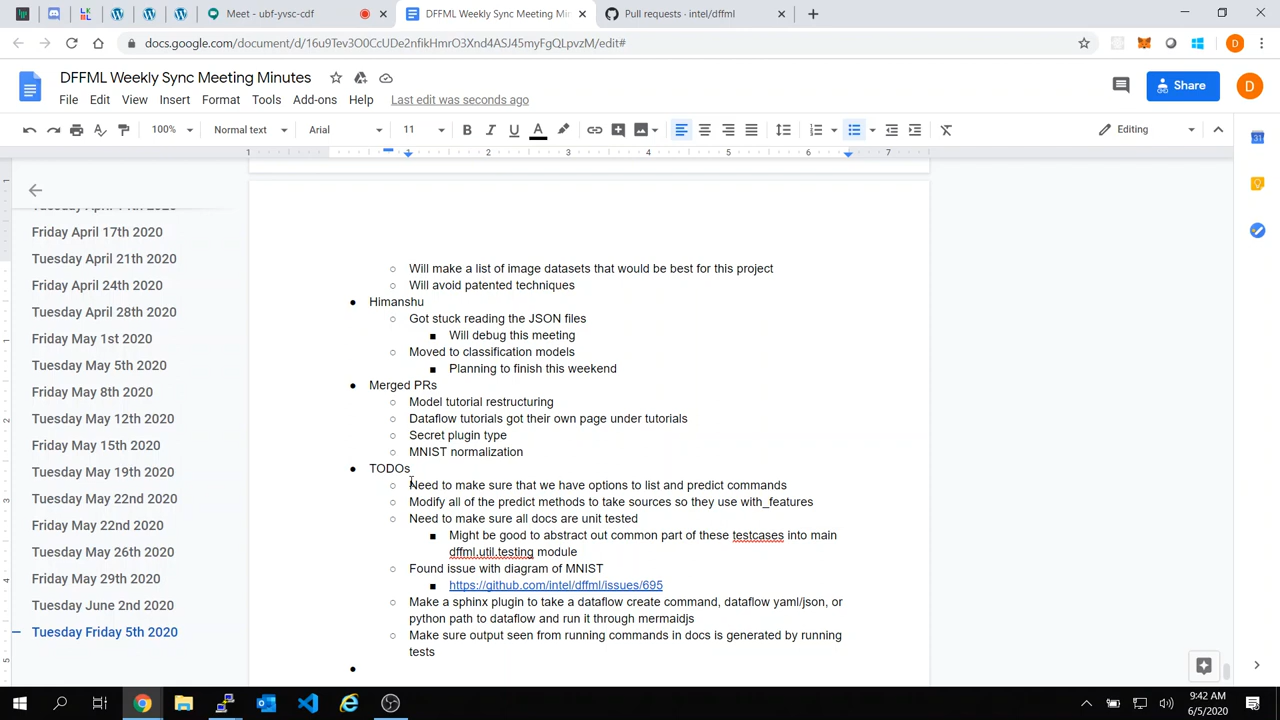 Meet - ubf-yvsc-cdf
DFFML Weekly Sync Meeting Min
Pull requests · intel/dffml
docs.google.com/document/d/16u9Tev3O0CcUDe2nfikHmrO3Xnd4ASJ45myFgQLpvzM/edit#
D
DFFML Weekly Sync Meeting Minutes
File Edit View Insert Format Tools Add-ons Help Last edit was seconds ago
Share
D
100% Normal text Arial 11 Editing
1 1 2 3 4 5 6 7
Friday April 17th 2020
Tuesday April 21th 2020
Friday April 24th 2020
Tuesday April 28th 2020
Friday May 1st 2020
Tuesday May 5th 2020
Friday May 8th 2020
Tuesday May 12th 2020
Friday May 15th 2020
Tuesday May 19th 2020
Tuesday May 22nd 2020
Friday May 22nd 2020
Tuesday May 26th 2020
Friday May 29th 2020
Tuesday June 2nd 2020
Tuesday Friday 5th 2020
Will make a list of image datasets that would be best for this project
Will avoid patented techniques
Himanshu
Got stuck reading the JSON files
Will debug this meeting
Moved to classification models
Planning to finish this weekend
Merged PRs
Model tutorial restructuring
Dataflow tutorials got their own page under tutorials
Secret plugin type
MNIST normalization
TODOs
Need to make sure that we have options to list and predict commands
Modify all of the predict methods to take sources so they use with_features
Need to make sure all docs are unit tested
Might be good to abstract out common part of these testcases into main
dffml.util.testing module
Found issue with diagram of MNIST
https://github.com/intel/dffml/issues/695
Make a sphinx plugin to take a dataflow create command, dataflow yaml/json, or
python path to dataflow and run it through mermaidjs
Make sure output seen from running commands in docs is generated by running
tests
9:42 AM
6/5/2020